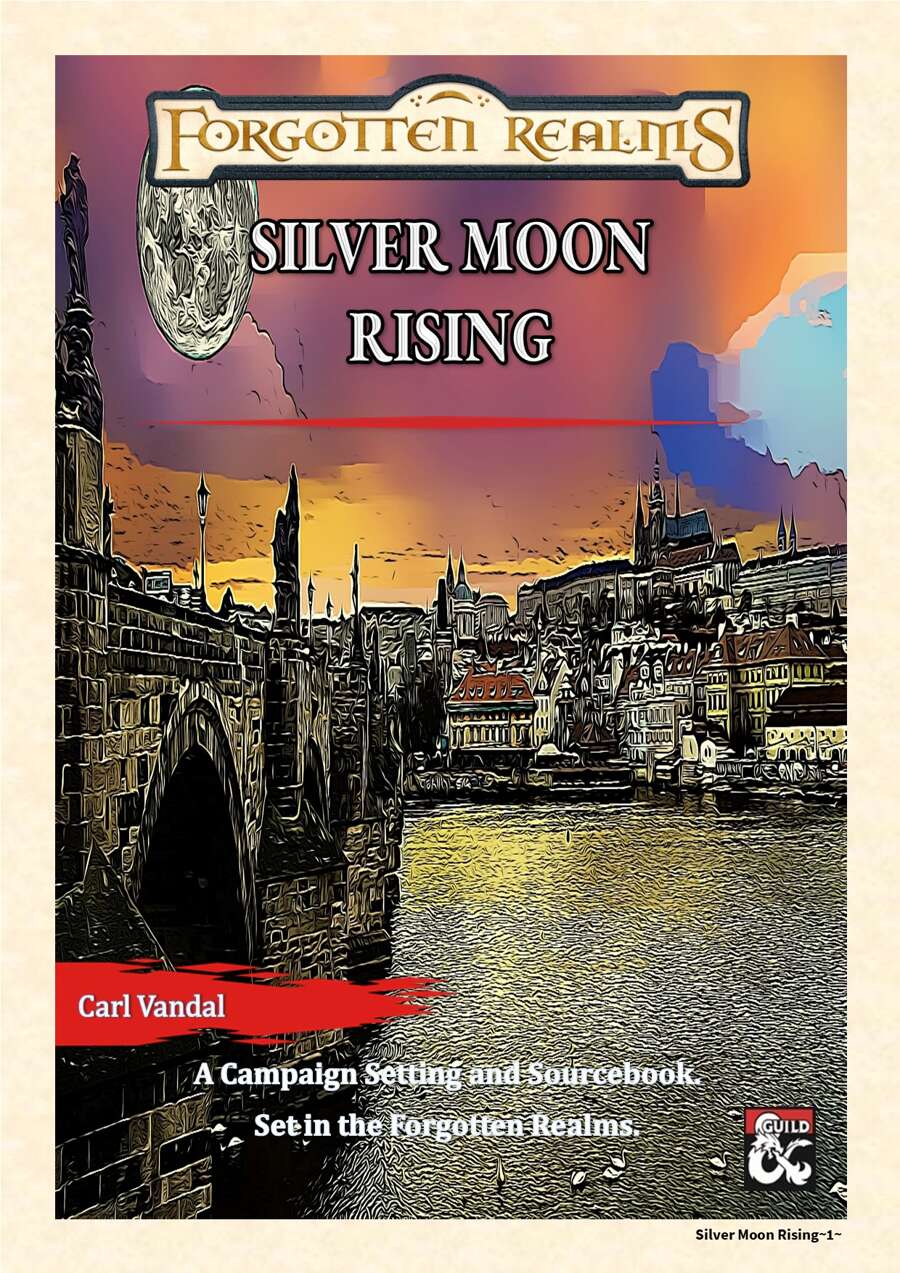 FORGOTTEN REALMS
SILVER MOON
RISING
Carl Vandal
A Campaign Setting and Sourcebook.
Set in the Forgotten Realms.
GUILD
Silver Moon Rising~1~